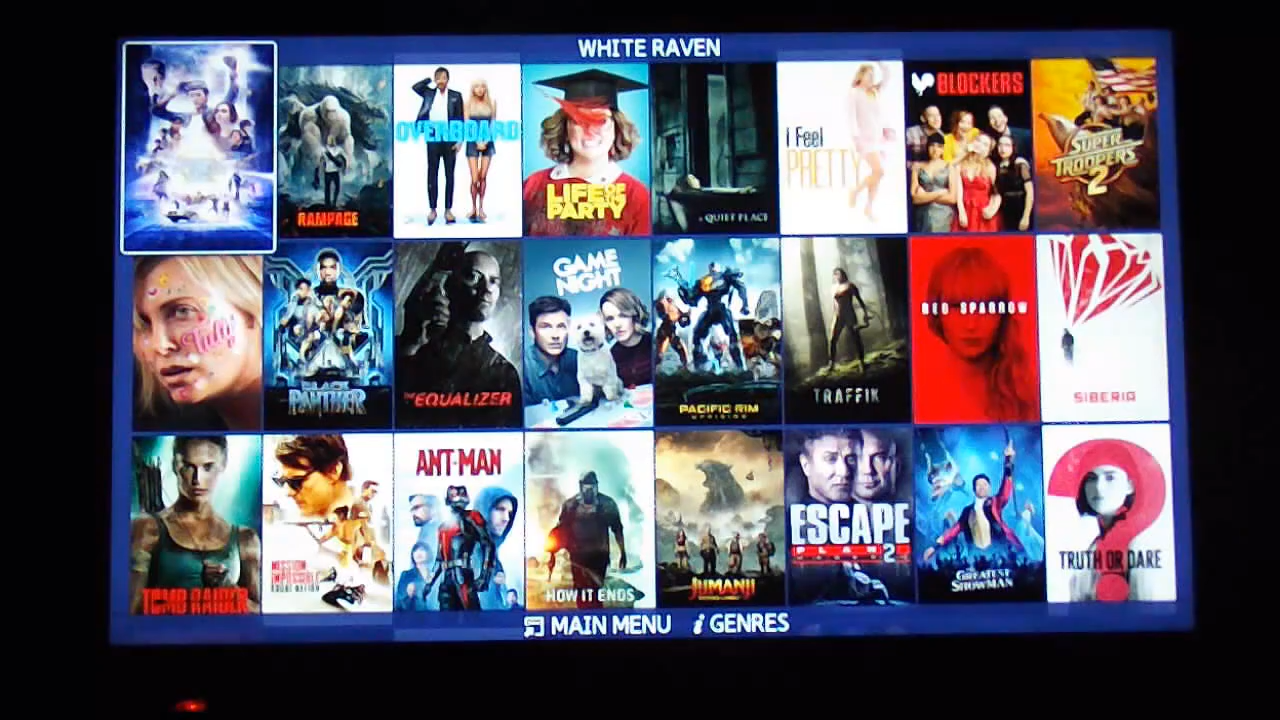 WHITE RAVEN
RAMPAGE
OVERBOARD
LIFE OF THE
PARTY
A QUIET PLACE
I Feel
PRETTY
BLOCKERS
SUPER
TROOPERS
2
Tully
BLACK
PANTHER
THE EQUALIZER
GAME
NIGHT
PACIFIC RIM
UPRISING
TRAFFIK
RED SPARROW
SIBERIA
TOMB RAIDER
MISSION
IMPOSSIBLE
ROGUE NATION
ANT-MAN
HOW IT ENDS
JUMANJI
ESCAPE
PLAN 2
THE
GREATEST
SHOWMAN
TRUTH OR DARE
MAIN MENU
i GENRES